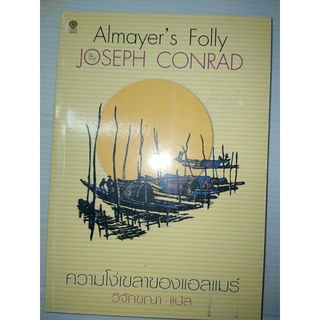 Almayer's Folly
By
JOSEPH CONRAD
ความโง่เขลาของแอลแมร์
วิจักขณา แปล